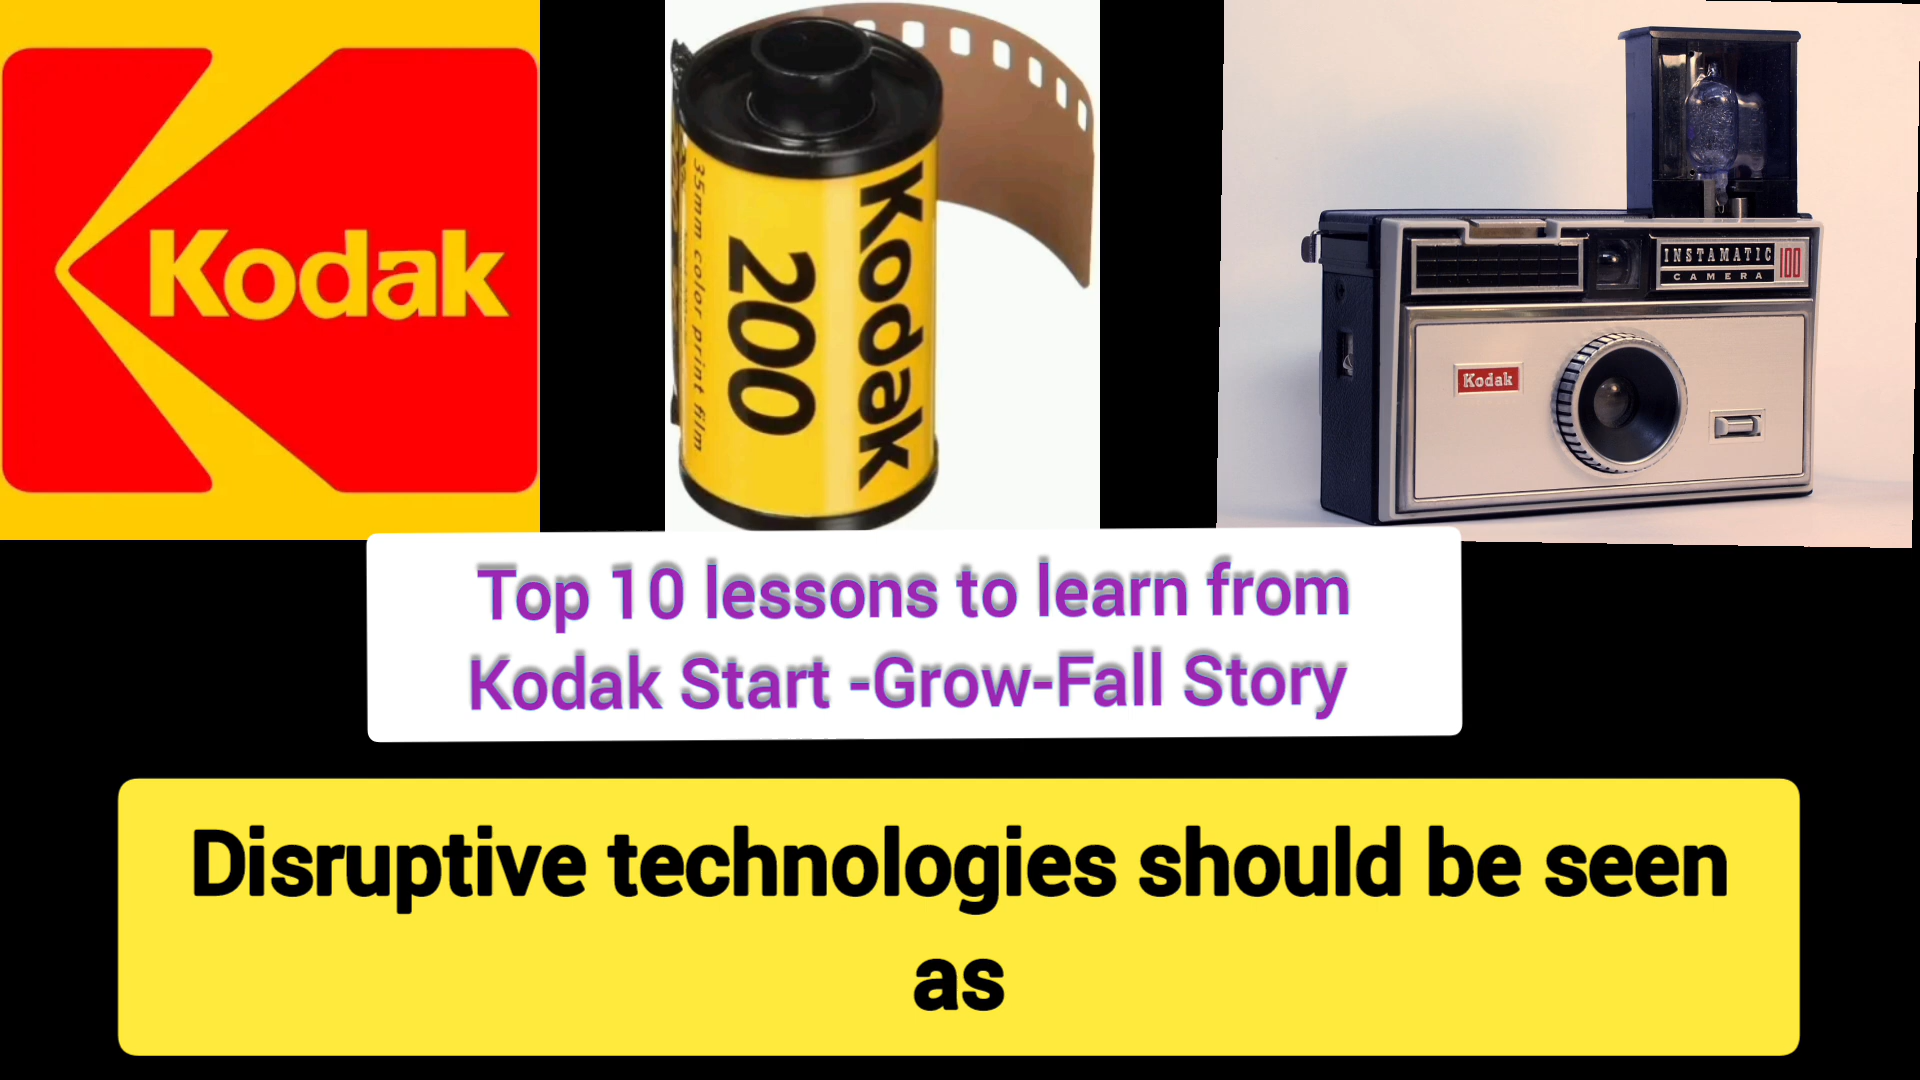 Kodak
Kodak
200
35mm color print film
INSTAMATIC 100
CAMERA
Kodak
Top 10 lessons to learn from
Kodak Start -Grow-Fall Story
Disruptive technologies should be seen
as